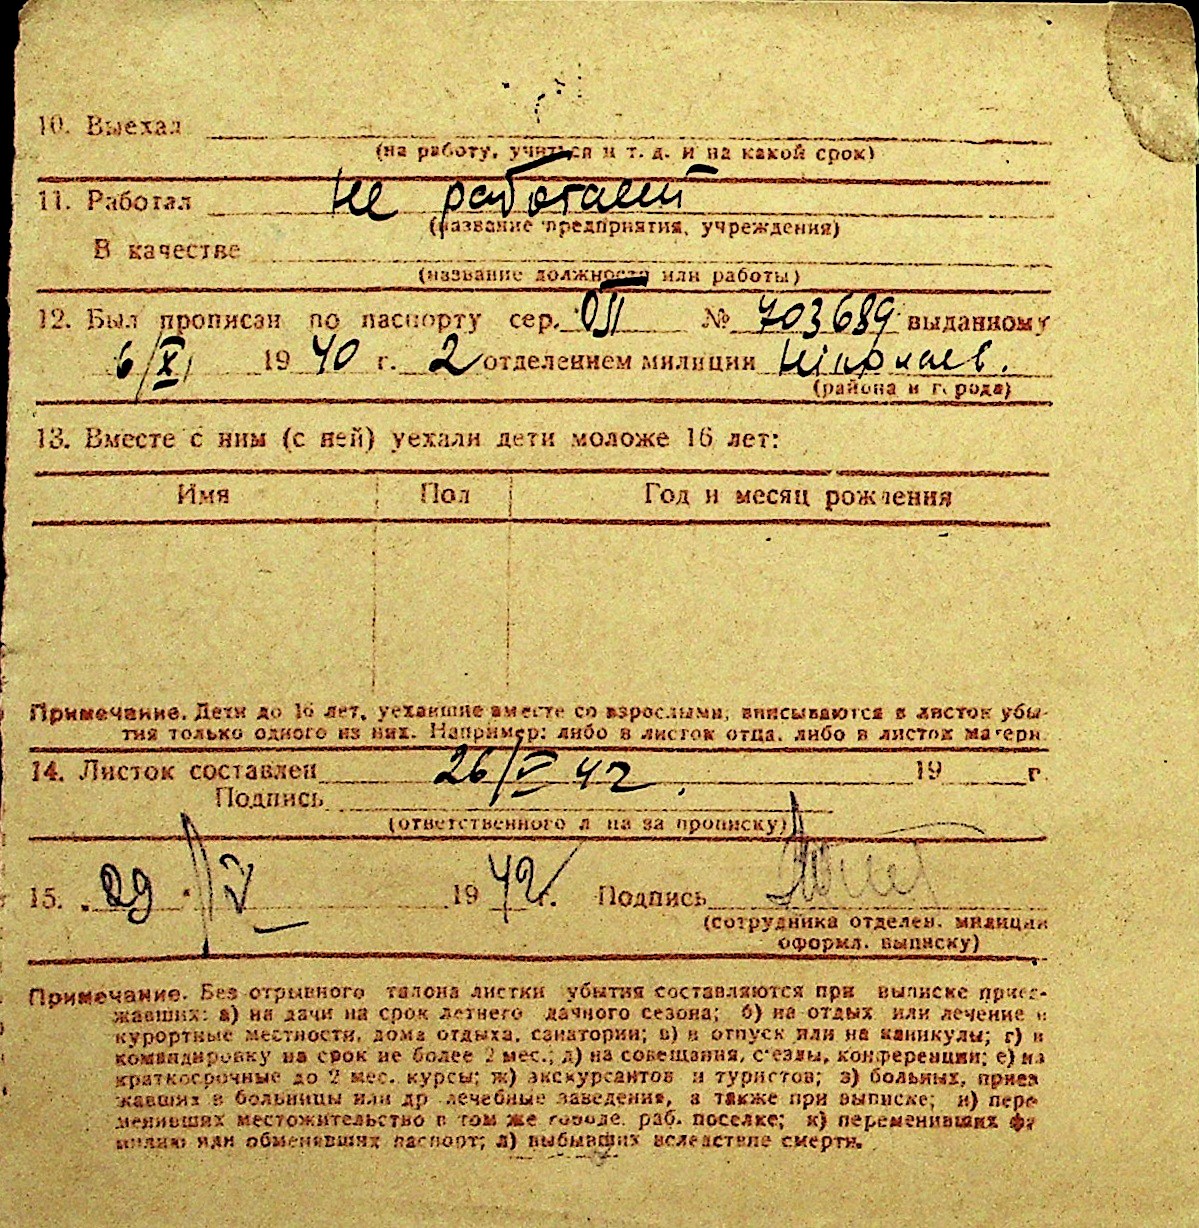 10. Выехал
(на работу, учиться и т. д. и на какой срок)
11. Работал не работает
(название предприятия, учреждения)
В качестве
(название должности или работы)
12. Был прописан по паспорту сер. № 703689 выданному
6/XI 1940 г. 2 отделением милиции
(района и города)
13. Вместе с ним (с ней) уехали дети моложе 16 лет:
Имя Пол Год и месяц рождения
Примечание. Дети до 16 лет, уехавшие вместе со взрослыми, вписываются в листок убы-
тия только одного из них. Например: либо в листок отца, либо в листок матери.
14. Листок составлен 26/V 42. 19 г.
Подпись
(ответственного лица за прописку)
15. 29 / IV 1942 г. Подпись
(сотрудника отделен. милиции
оформл. выписку)
Примечание. Без отрывного талона листки убытия составляются при выписке приез-
жавших: а) на дачи на срок летнего дачного сезона; б) на отдых или лечение в
курортные местности, дома отдыха, санатории; в) в отпуск или на каникулы; г) в
командировку на срок не более 2 мес.; д) на совещания, с'езды, конференции; е) на
краткосрочные до 2 мес. курсы; ж) экскурсантов и туристов; з) больных, приез
жавших в больницы или др лечебные заведения, а также при выписке; и) пере
менивших местожительство в том же городе, раб. поселке; к) переменивших фа
милию или обменявших паспорт; л) выбывших вследствие смерти.